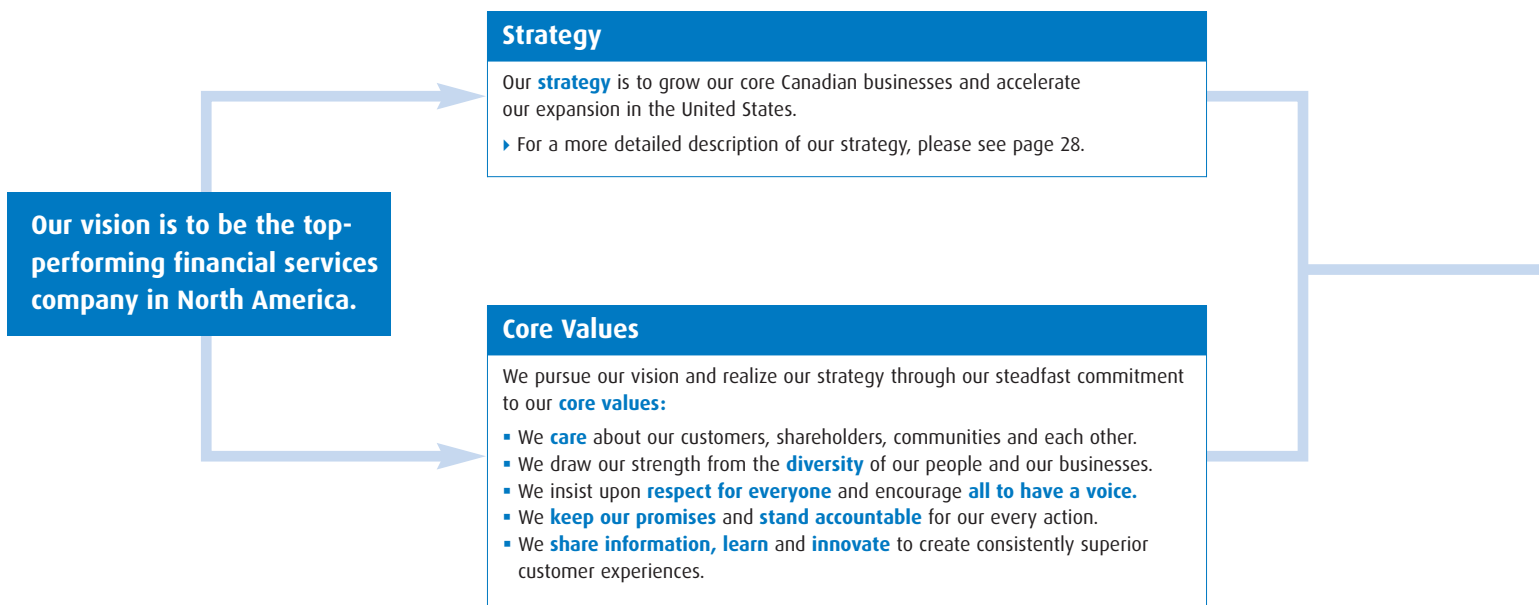 Our vision is to be the top-
performing financial services
company in North America.
Strategy
Our strategy is to grow our core Canadian businesses and accelerate
our expansion in the United States.
▸ For a more detailed description of our strategy, please see page 28.
Core Values
We pursue our vision and realize our strategy through our steadfast commitment
to our core values:
▪ We care about our customers, shareholders, communities and each other.
▪ We draw our strength from the diversity of our people and our businesses.
▪ We insist upon respect for everyone and encourage all to have a voice.
▪ We keep our promises and stand accountable for our every action.
▪ We share information, learn and innovate to create consistently superior
customer experiences.